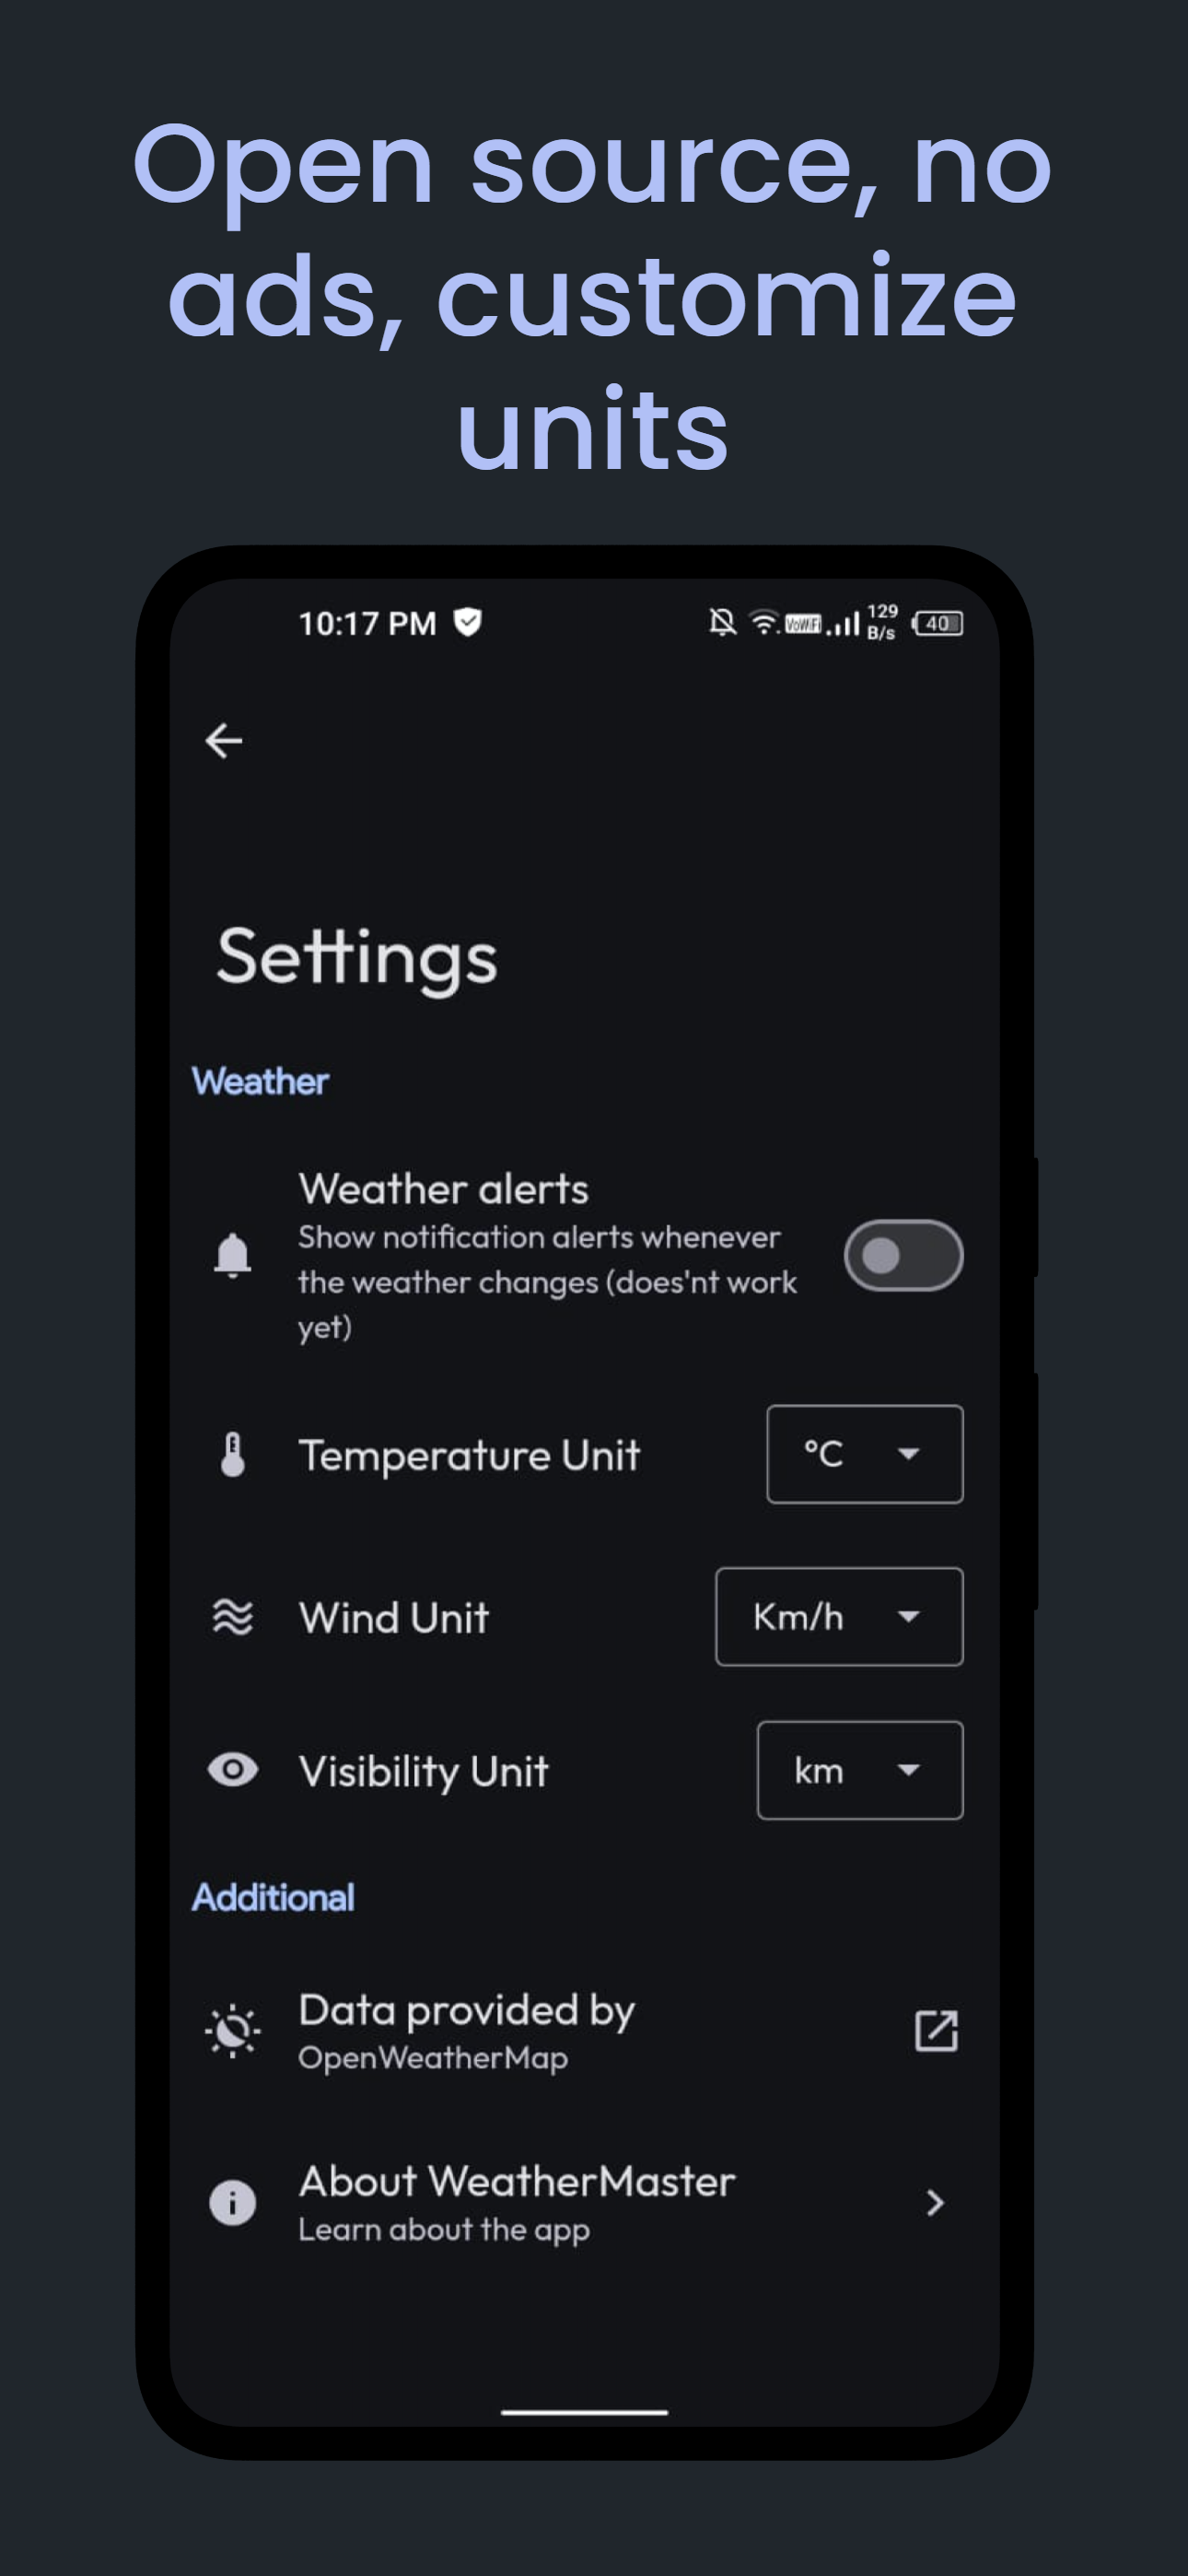 Open source, no
ads, customize
units
10:17 PM
VoWiFi
129
B/s
40
Settings
Weather
Weather alerts
Show notification alerts whenever
the weather changes (does'nt work
yet)
Temperature Unit
°C
Wind Unit
Km/h
Visibility Unit
km
Additional
Data provided by
OpenWeatherMap
About WeatherMaster
Learn about the app